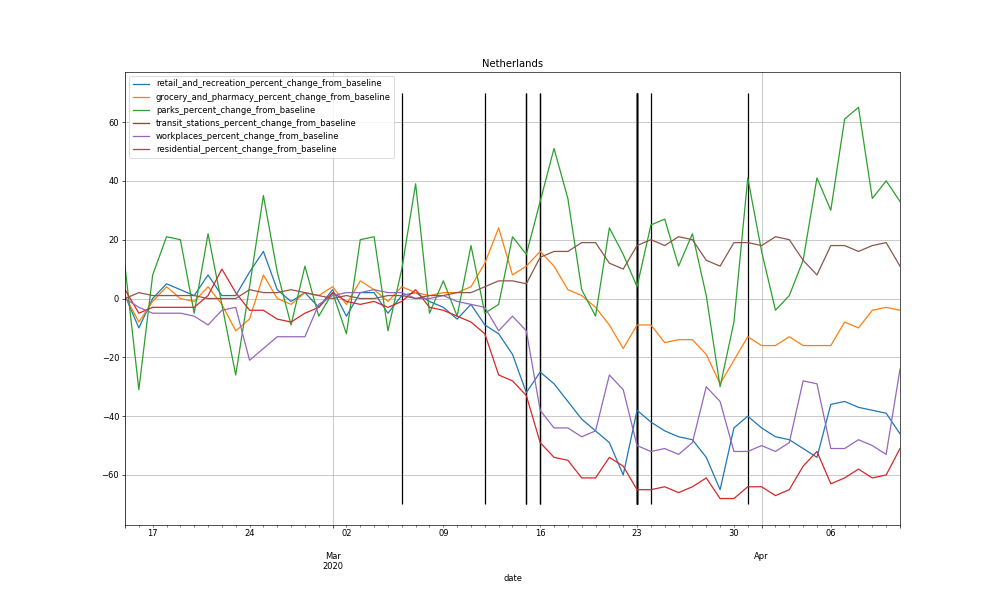 Netherlands
retail_and_recreation_percent_change_from_baseline
grocery_and_pharmacy_percent_change_from_baseline
parks_percent_change_from_baseline
transit_stations_percent_change_from_baseline
workplaces_percent_change_from_baseline
residential_percent_change_from_baseline
60
40
20
0
−20
−40
−60
17 24 02 09 16 23 30 06
Mar Apr
2020
date